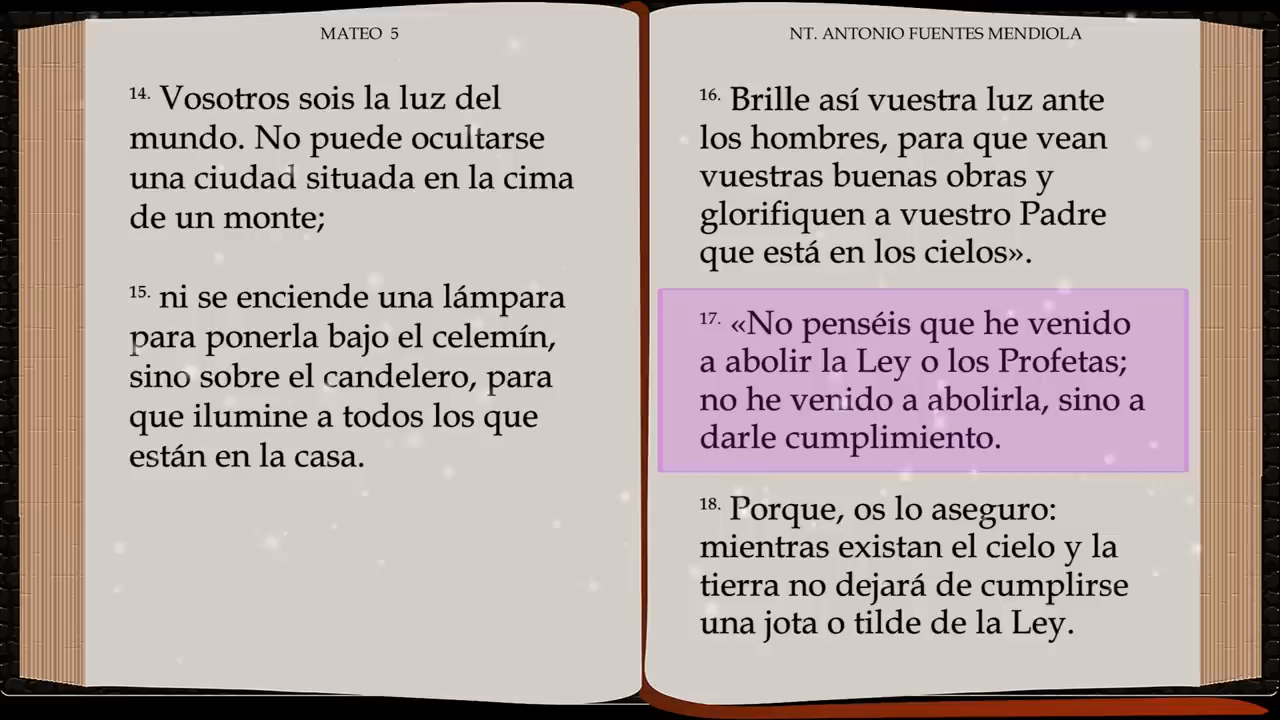 MATEO 5
14. Vosotros sois la luz del
mundo. No puede ocultarse
una ciudad situada en la cima
de un monte;
15. ni se enciende una lámpara
para ponerla bajo el celemín,
sino sobre el candelero, para
que ilumine a todos los que
están en la casa.
NT. ANTONIO FUENTES MENDIOLA
16. Brille así vuestra luz ante
los hombres, para que vean
vuestras buenas obras y
glorifiquen a vuestro Padre
que está en los cielos».
17. «No penséis que he venido
a abolir la Ley o los Profetas;
no he venido a abolirla, sino a
darle cumplimiento.
18. Porque, os lo aseguro:
mientras existan el cielo y la
tierra no dejará de cumplirse
una jota o tilde de la Ley.